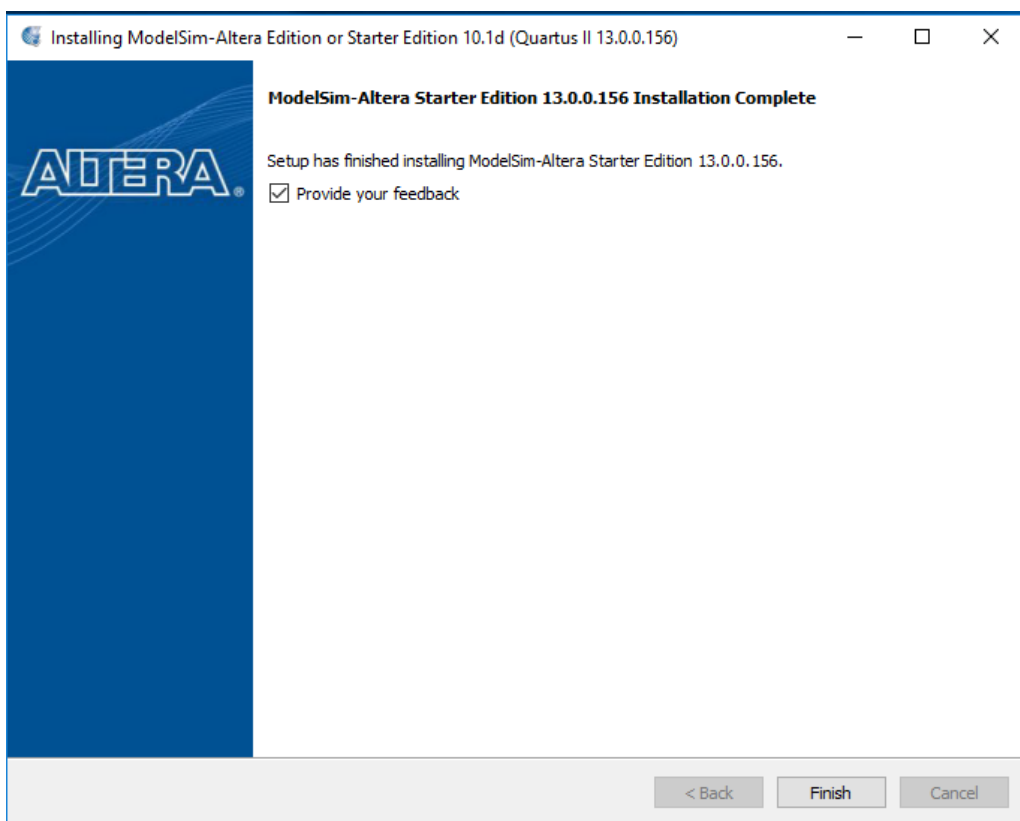 Installing ModelSim-Altera Edition or Starter Edition 10.1d (Quartus II 13.0.0.156)
ModelSim-Altera Starter Edition 13.0.0.156 Installation Complete
ALTERA®
Setup has finished installing ModelSim-Altera Starter Edition 13.0.0.156.
Provide your feedback
< Back Finish Cancel